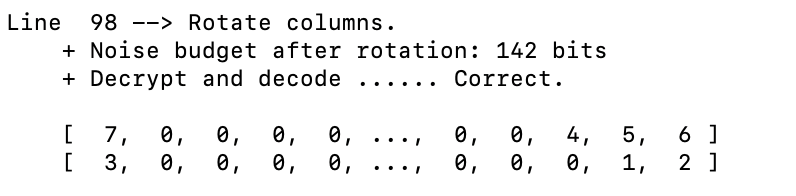 Line  98 --> Rotate columns.
    + Noise budget after rotation: 142 bits
    + Decrypt and decode ...... Correct.

    [  7,  0,  0,  0,  0, ...,  0,  0,  4,  5,  6 ]
    [  3,  0,  0,  0,  0, ...,  0,  0,  0,  1,  2 ]